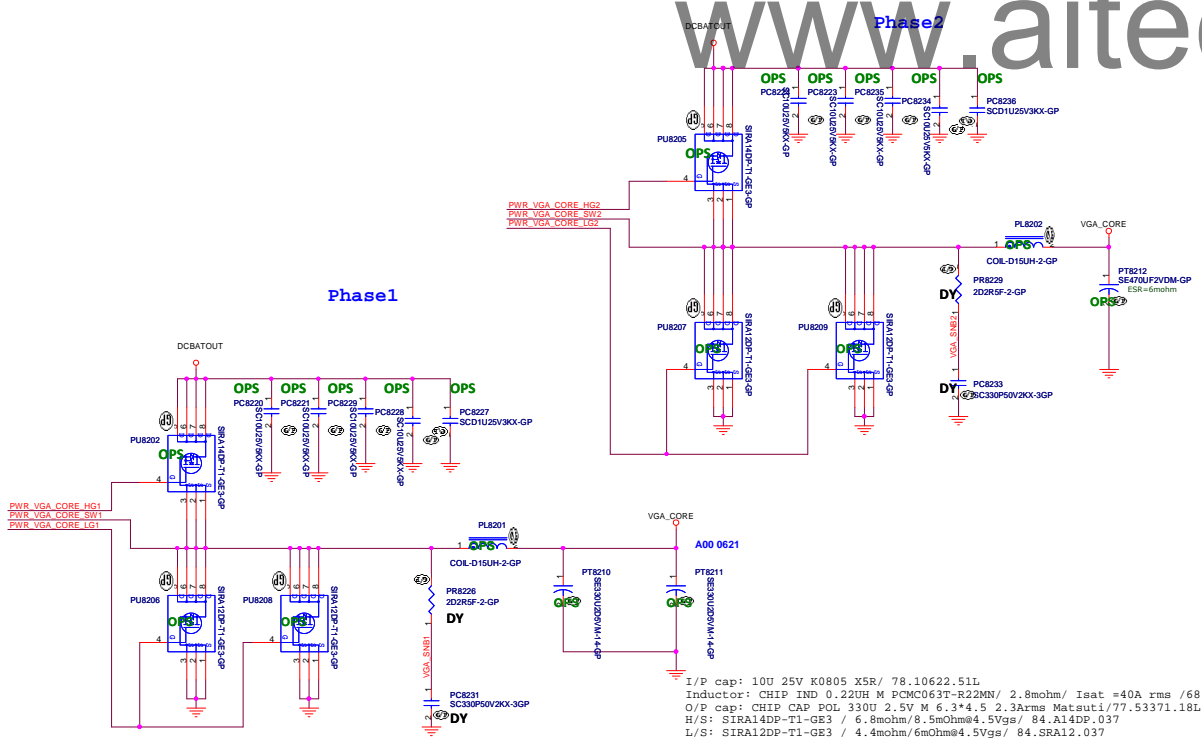 www.aite
Phase2
DCBATOUT
OPS OPS OPS OPS
PC8224
PC8223
PC8235
PC8234
PC8236
SCD1U25V3KX-GP
SC10U25V5KX-GP
SC10U25V5KX-GP
SC10U25V5KX-GP
SC10U25V5KX-GP
PU8205
OPS
SIRA14DP-T1-GE3-GP
PWR_VGA_CORE_HG2
PWR_VGA_CORE_SW2
PWR_VGA_CORE_LG2
PL8202
OPS
COIL-D15UH-2-GP
VGA_CORE
PT8212
SE470UF2VDM-GP
ESR=6mohm
OPS
PR8229
2D2R5F-2-GP
DY
VGA_SNB2
PC8233
SC330P50V2KX-3GP
DY
PU8207
OPS
SIRA12DP-T1-GE3-GP
PU8209
OPS
SIRA12DP-T1-GE3-GP
Phase1
DCBATOUT
OPS OPS OPS OPS OPS
PC8220
PC8221
PC8229
PC8228
PC8227
SCD1U25V3KX-GP
SC10U25V5KX-GP
SC10U25V5KX-GP
SC10U25V5KX-GP
SC10U25V5KX-GP
PU8202
OPS
SIRA14DP-T1-GE3-GP
PWR_VGA_CORE_HG1
PWR_VGA_CORE_SW1
PWR_VGA_CORE_LG1
PL8201
OPS
COIL-D15UH-2-GP
VGA_CORE
A00 0621
PT8210
SE330U2D5VM-14-GP
OPS
PT8211
SE330U2D5VM-14-GP
OPS
PU8206
OPS
SIRA12DP-T1-GE3-GP
PU8208
OPS
SIRA12DP-T1-GE3-GP
PR8226
2D2R5F-2-GP
DY
VGA_SNB1
PC8231
SC330P50V2KX-3GP
DY
I/P cap: 10U 25V K0805 X5R/ 78.10622.51L
Inductor: CHIP IND 0.22UH M PCMC063T-R22MN/ 2.8mohm/ Isat =40A rms /68
O/P cap: CHIP CAP POL 330U 2.5V M 6.3*4.5 2.3Arms Matsuti/77.53371.18L
H/S: SIRA14DP-T1-GE3 / 6.8mohm/8.5mOhm@4.5Vgs/ 84.A14DP.037
L/S: SIRA12DP-T1-GE3 / 4.4mohm/6mOhm@4.5Vgs/ 84.SRA12.037